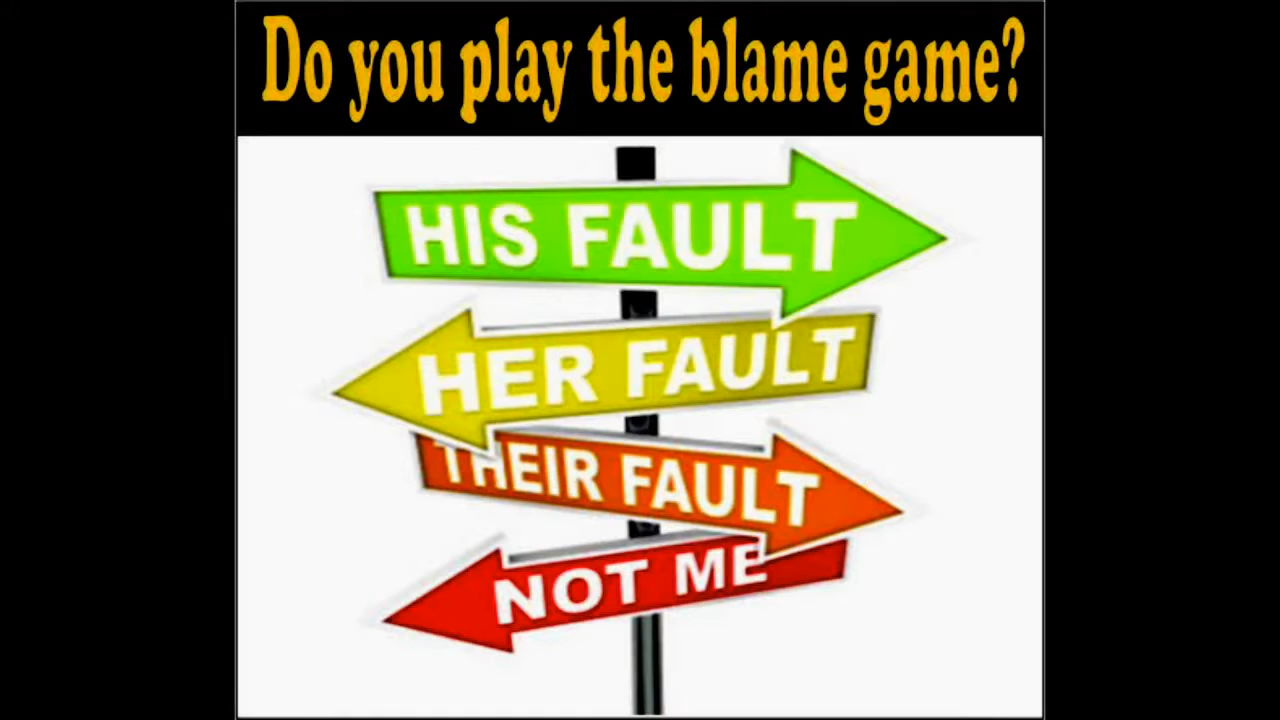 Do you play the blame game?
HIS FAULT
HER FAULT
THEIR FAULT
NOT ME